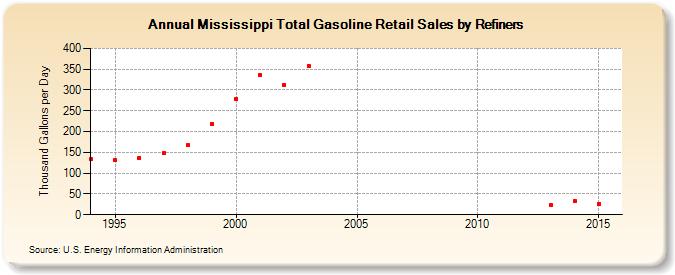 Annual Mississippi Total Gasoline Retail Sales by Refiners
Thousand Gallons per Day
400
350
300
250
200
150
100
50
0
1995 2000 2005 2010 2015
Source: U.S. Energy Information Administration